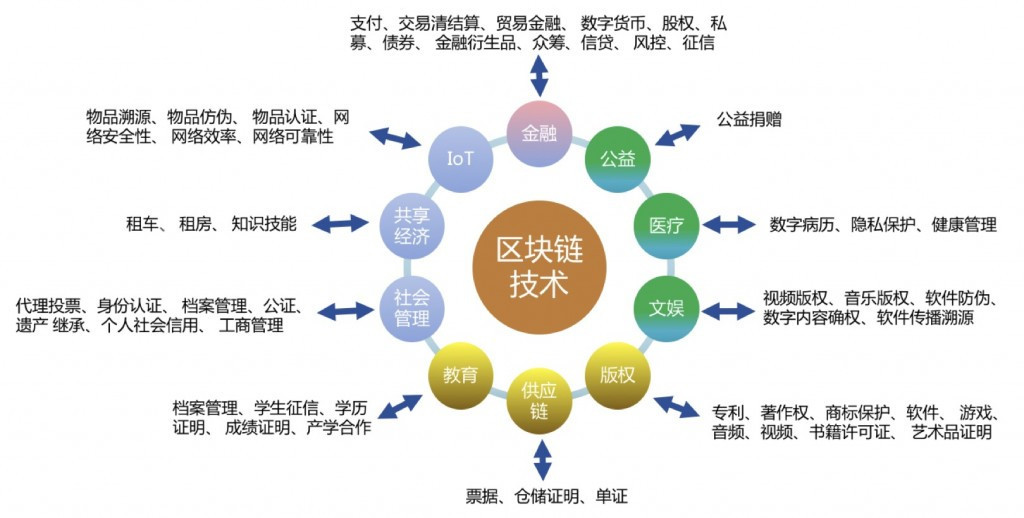 支付、交易清结算、贸易金融、 数字货币、股权、私
募、债券、 金融衍生品、众筹、信贷、 风控、征信
金融
物品溯源、物品仿伪、 物品认证、网
络安全性、 网络效率、网络可靠性
IoT
公益
公益捐赠
租车、 租房、 知识技能
共享
经济
区块链
技术
医疗
数字病历、隐私保护、健康管理
代理投票、身份认证、 档案管理、公证、
遗产 继承、个人社会信用、 工商管理
社会
管理
文娱
视频版权、音乐版权、软件防伪、
数字内容确权、软件传播溯源
档案管理、学生征信、学历
证明、 成绩证明、产学合作
教育
供应
链
版权
专利、著作权、商标保护、软件、 游戏、
音频、视频、书籍许可证、 艺术品证明
票据、仓储证明、单证